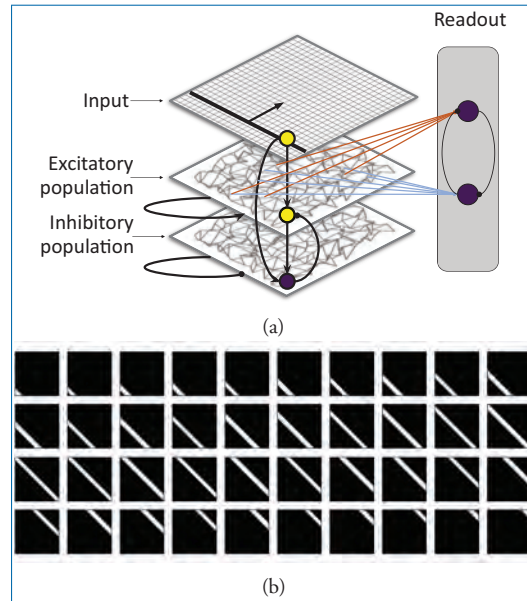 Readout
Input
Excitatory
population
Inhibitory
population
(a)
(b)